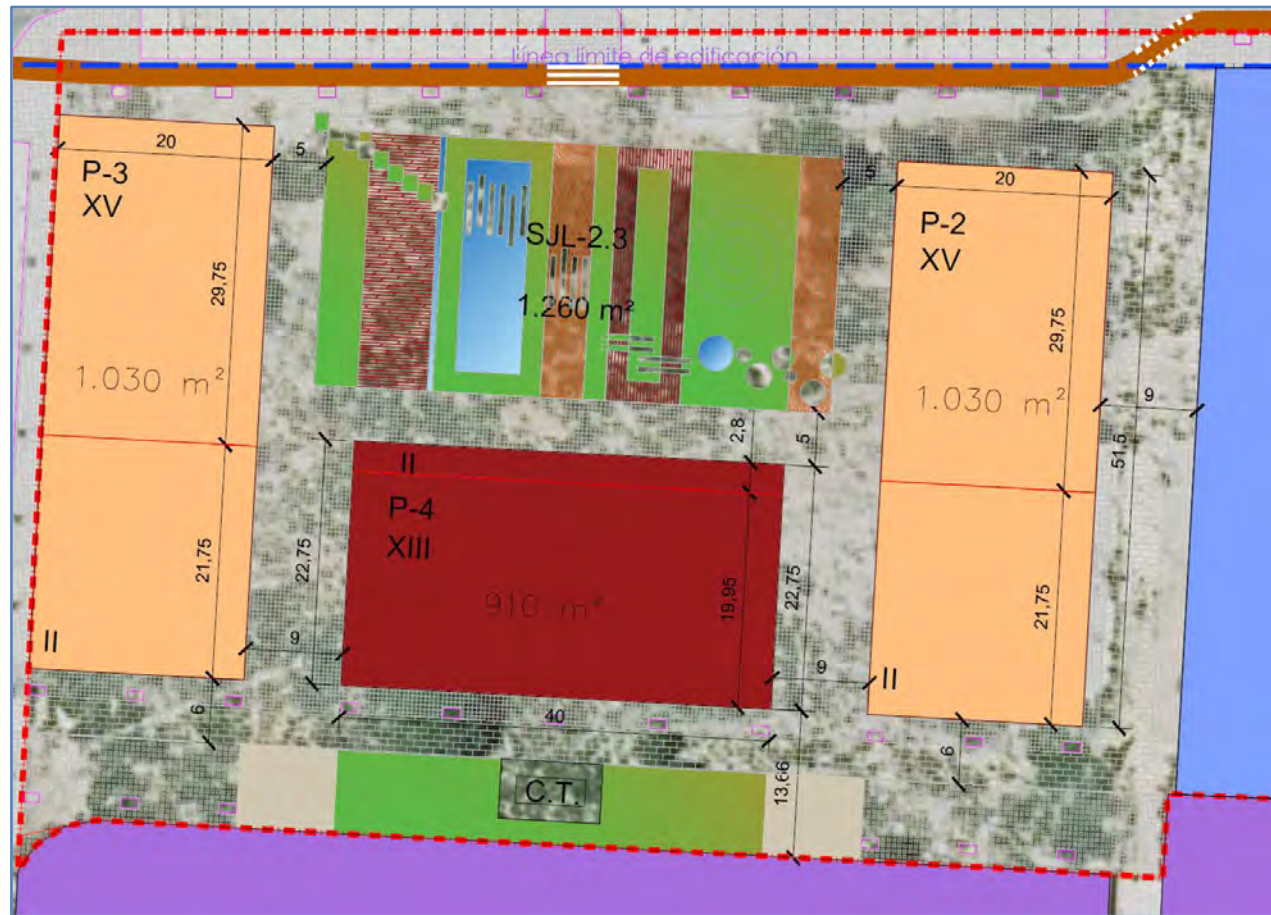 Línea límite de edificación
20
5
5
20
P-3
XV
P-2
XV
SJL-2.3
1.260 m²
29,75
29,75
1.030 m²
1.030 m²
9
2,8
5
51,5
II
P-4
XIII
22,75
21,75
910 m²
19,95
22,75
21,75
II
9
9
II
6
40
6
13,66
C.T.